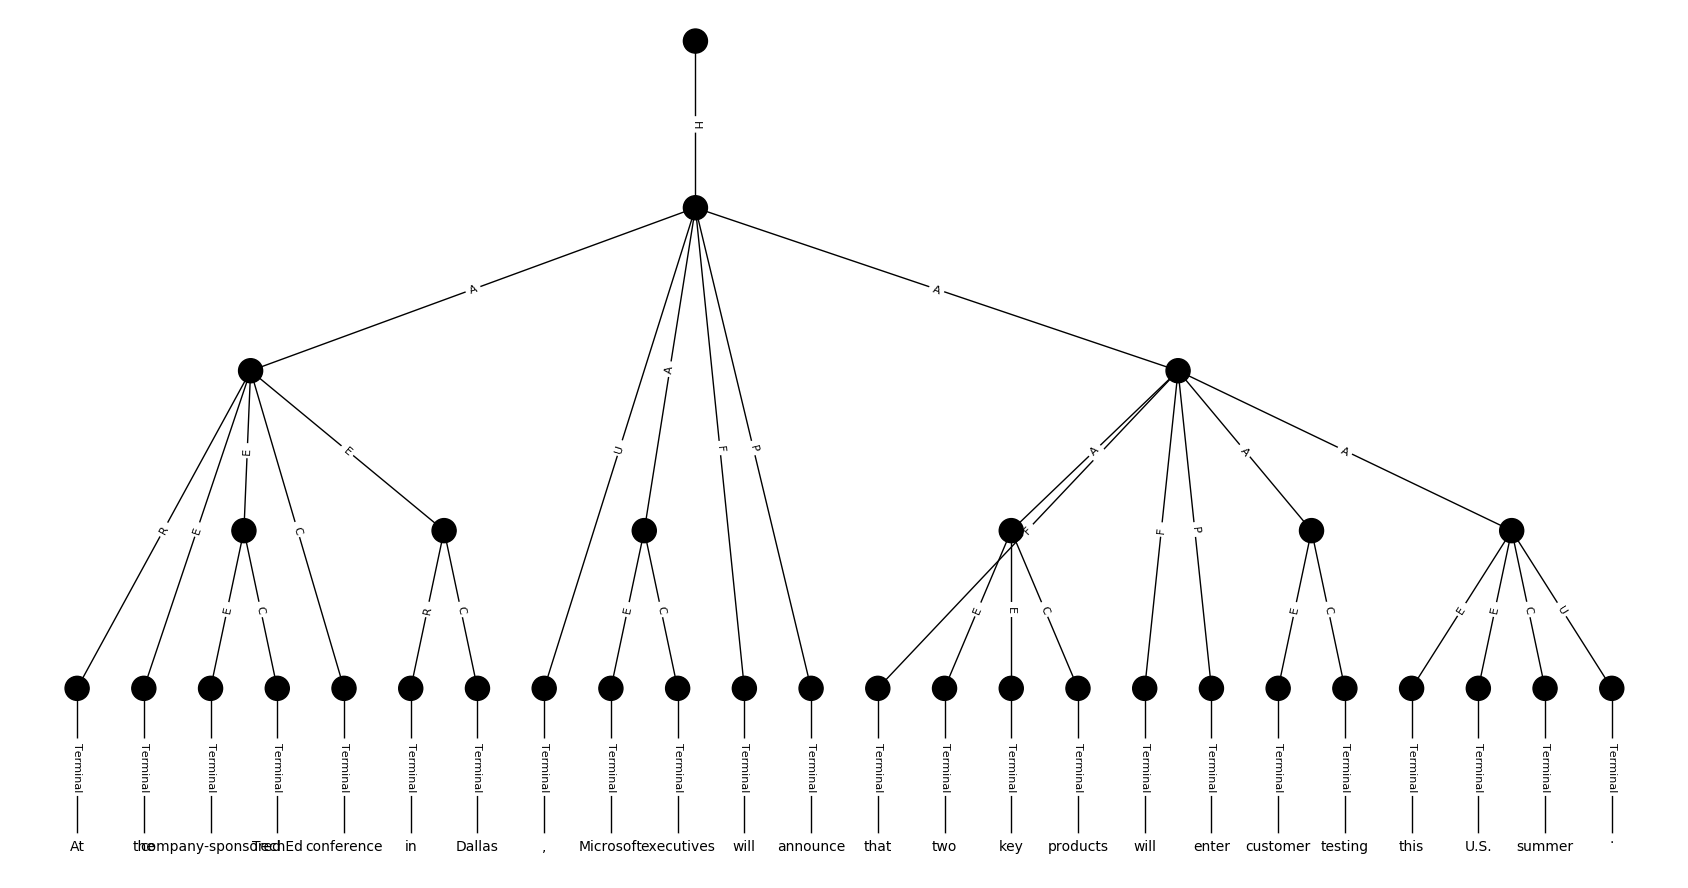 H
A A
A
A A A
U F P
R E E C E F F P
E C R C E C E E C E C E E C U
Terminal Terminal Terminal Terminal Terminal Terminal Terminal Terminal Terminal Terminal Terminal Terminal Terminal Terminal Terminal Terminal Terminal Terminal Terminal Terminal Terminal Terminal Terminal Terminal
At the company-sponsored TechEd conference in Dallas , Microsoft executives will announce that two key products will enter customer testing this U.S. summer .